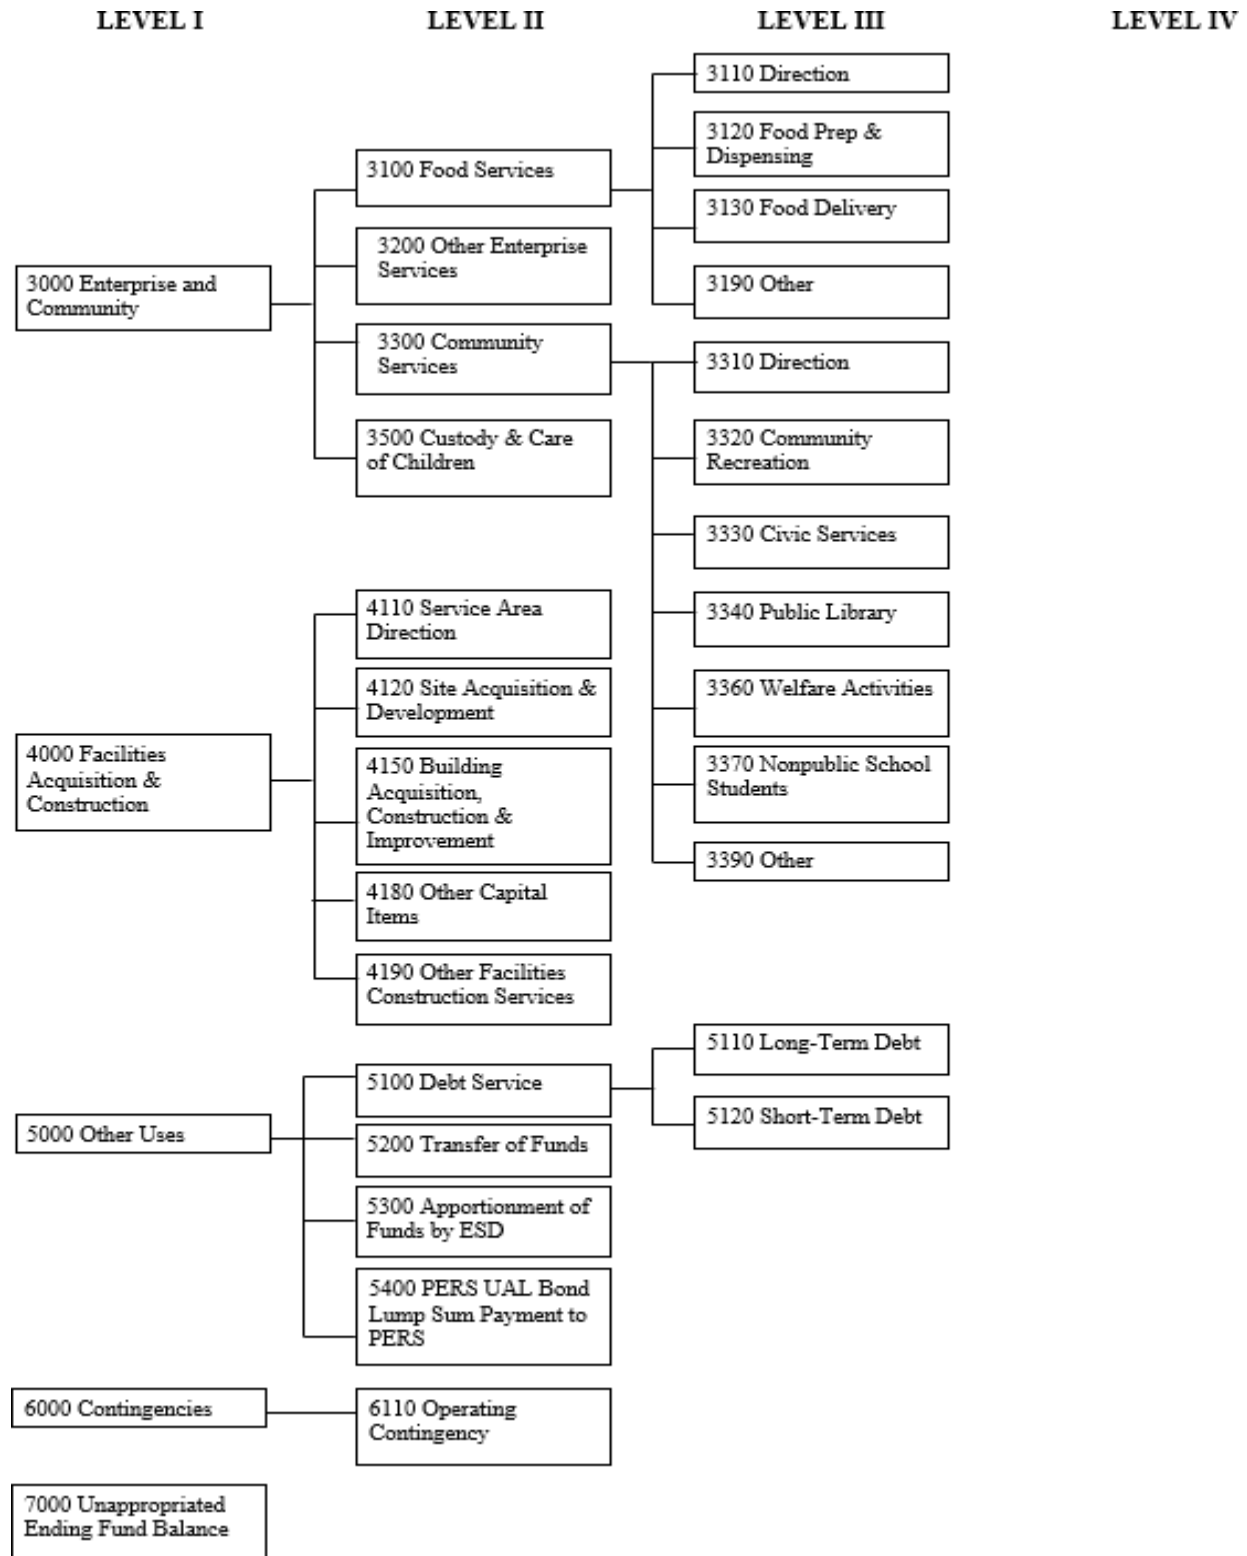 LEVEL I
LEVEL II
LEVEL III
LEVEL IV
3000 Enterprise and
Community
3100 Food Services
3110 Direction
3120 Food Prep &
Dispensing
3130 Food Delivery
3190 Other
3200 Other Enterprise
Services
3300 Community
Services
3310 Direction
3320 Community
Recreation
3330 Civic Services
3340 Public Library
3360 Welfare Activities
3370 Nonpublic School
Students
3390 Other
3500 Custody & Care
of Children
4000 Facilities
Acquisition &
Construction
4110 Service Area
Direction
4120 Site Acquisition &
Development
4150 Building
Acquisition,
Construction &
Improvement
4180 Other Capital
Items
4190 Other Facilities
Construction Services
5000 Other Uses
5100 Debt Service
5110 Long-Term Debt
5120 Short-Term Debt
5200 Transfer of Funds
5300 Apportionment of
Funds by ESD
5400 PERS UAL Bond
Lump Sum Payment to
PERS
6000 Contingencies
6110 Operating
Contingency
7000 Unappropriated
Ending Fund Balance